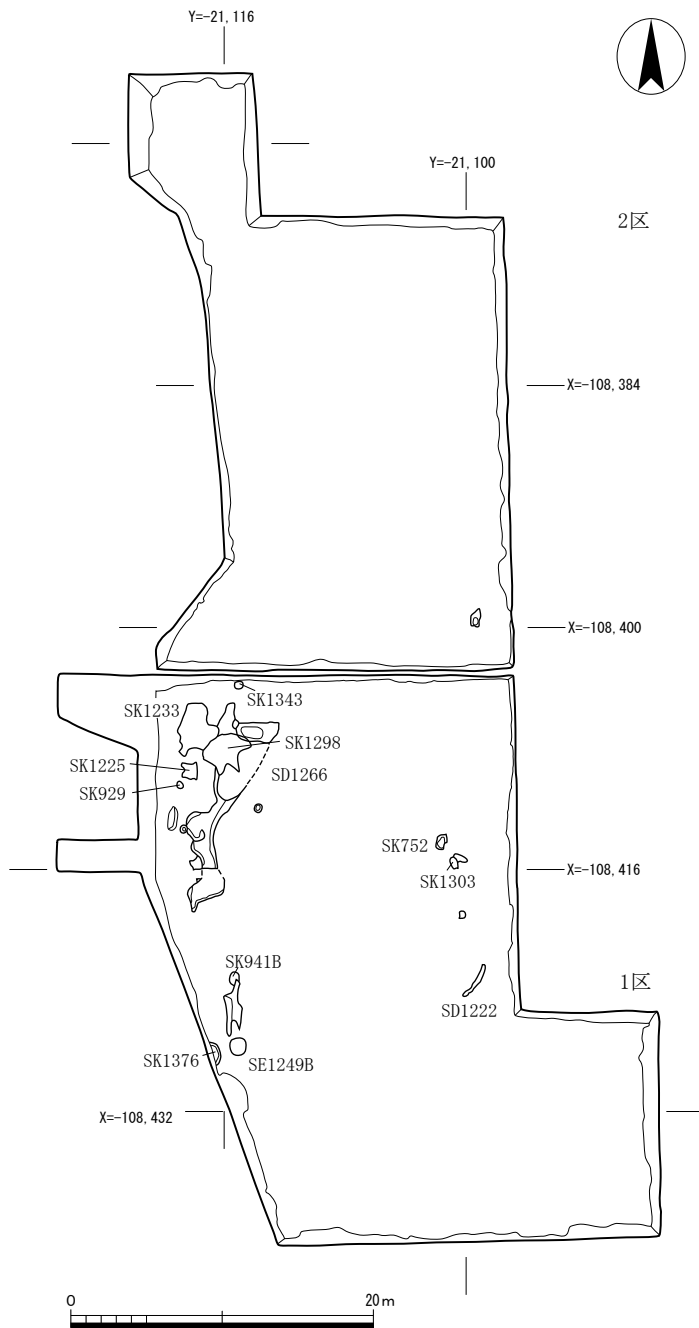 Y=-21,116
Y=-21,100
2区
X=-108,384
X=-108,400
SK1343
SK1233
SK1298
SK1225
SD1266
SK929
SK752
X=-108,416
SK1303
SK941B
1区
SD1222
SK1376
SE1249B
X=-108,432
0
20m